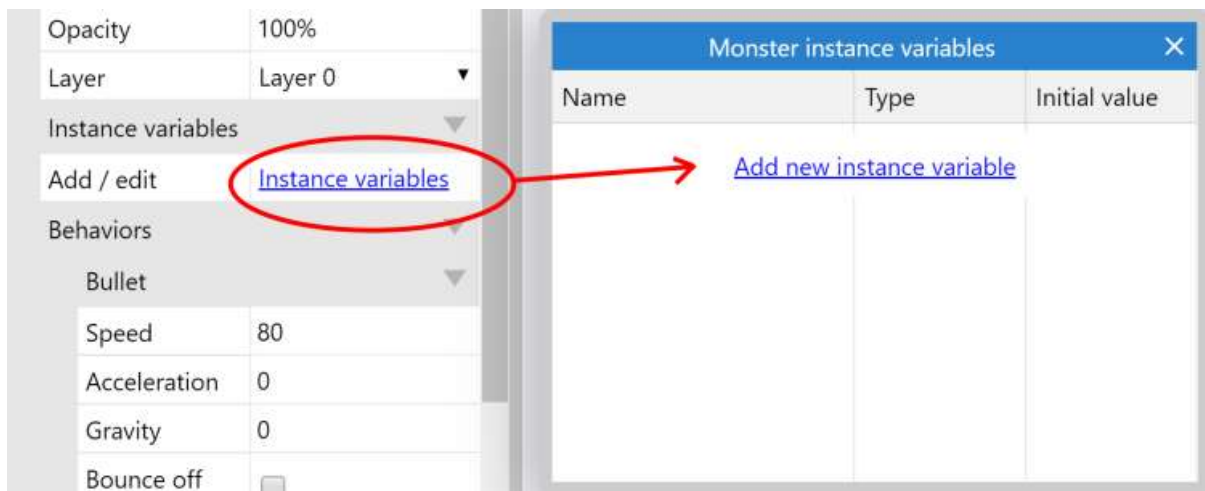 Opacity 100%
Layer Layer 0
Instance variables
Add / edit Instance variables
Behaviors
Bullet
Speed 80
Acceleration 0
Gravity 0
Bounce off
Monster instance variables
Name Type Initial value
Add new instance variable